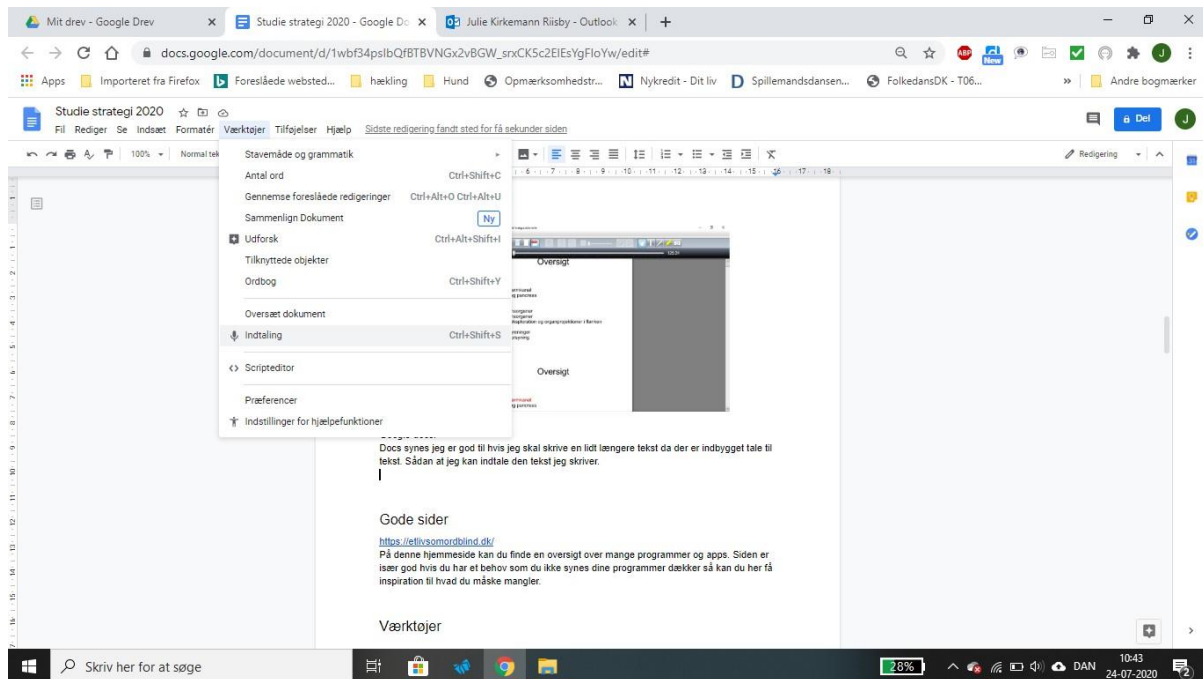 Mit drev - Google Drev
Studie strategi 2020 - Google Do
Julie Kirkemann Riisby - Outlook
docs.google.com/document/d/1wbf34pslbQfBTBVNGx2vBGW_srxCK5c2EIEsYgFIoYw/edit#
ABP
New
J
Apps
Importeret fra Firefox
Foreslåede websted...
hækling
Hund
Opmærksomhedstr...
Nykredit - Dit liv
Spillemandsdansen...
FolkedansDK - T06...
»
Andre bogmærker
Studie strategi 2020
Del
J
Fil Rediger Se Indsæt Formatér Værktøjer Tilføjelser Hjælp Sidste redigering fandt sted for få sekunder siden
100% Normal tek
Redigering
Stavemåde og grammatik
Antal ord Ctrl+Shift+C
Gennemse foreslåede redigeringer Ctrl+Alt+O Ctrl+Alt+U
Sammenlign Dokument Ny
Udforsk Ctrl+Alt+Shift+I
Tilknyttede objekter
Ordbog Ctrl+Shift+Y
Oversæt dokument
Indtaling Ctrl+Shift+S
Scripteditor
Præferencer
Indstillinger for hjælpefunktioner
Oversigt
Oversigt
Docs synes jeg er god til hvis jeg skal skrive en lidt længere tekst da der er indbygget tale til
tekst. Sådan at jeg kan indtale den tekst jeg skriver.
Gode sider
https://etlivsomordblind.dk/
På denne hjemmeside kan du finde en oversigt over mange programmer og apps. Siden er
især god hvis du har et behov som du ikke synes dine programmer dækker så kan du her få
inspiration til hvad du måske mangler.
Værktøjer
Skriv her for at søge
28%
DAN
10:43
24-07-2020
2